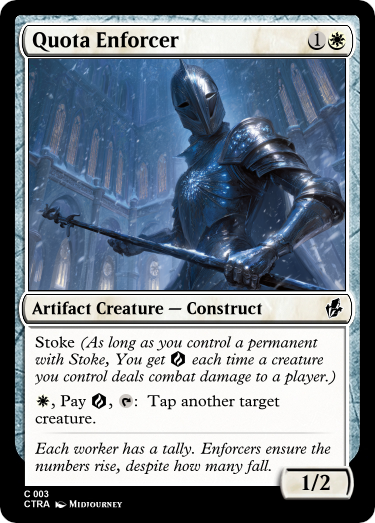 Quota Enforcer 1
Artifact Creature — Construct
Stoke (As long as you control a permanent
with Stoke, You get each time a creature
you control deals combat damage to a player.)
, Pay , : Tap another target
creature.
Each worker has a tally. Enforcers ensure the
numbers rise, despite how many fall.
1/2
C 003
CTRA Midjourney